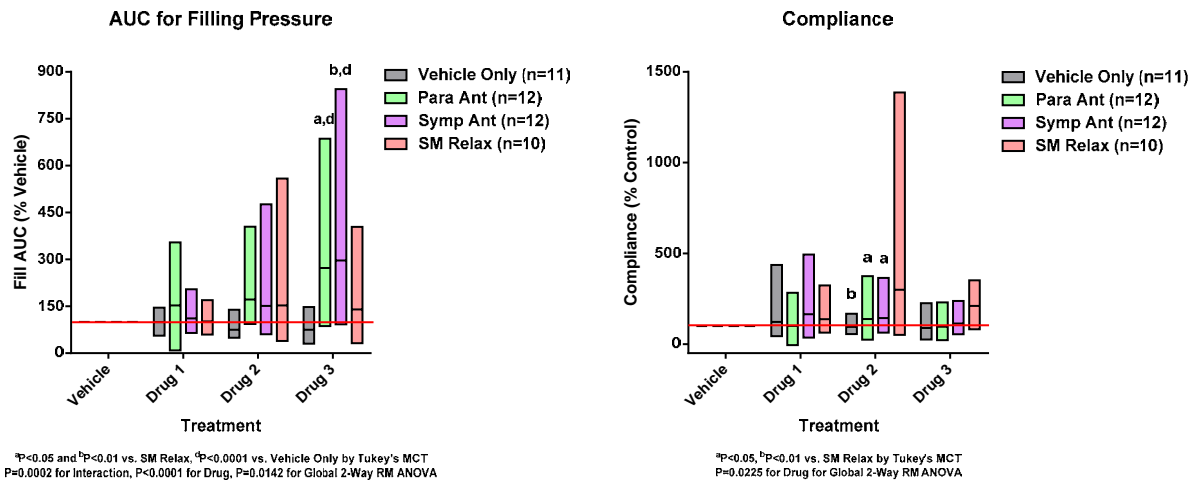 AUC for Filling Pressure
900
750
600
450
300
150
0
Fill AUC (% Vehicle)
b,d
a,d
Vehicle Only (n=11)
Para Ant (n=12)
Symp Ant (n=12)
SM Relax (n=10)
Vehicle
Drug 1
Drug 2
Drug 3
Treatment
aP<0.05 and bP<0.01 vs. SM Relax, dP<0.0001 vs. Vehicle Only by Tukey's MCT
P=0.0002 for Interaction, P<0.0001 for Drug, P=0.0142 for Global 2-Way RM ANOVA
Compliance
1500
1000
500
0
Compliance (% Control)
b
a
a
Vehicle Only (n=11)
Para Ant (n=12)
Symp Ant (n=12)
SM Relax (n=10)
Vehicle
Drug 1
Drug 2
Drug 3
Treatment
aP<0.05, bP<0.01 vs. SM Relax by Tukey's MCT
P=0.0225 for Drug for Global 2-Way RM ANOVA